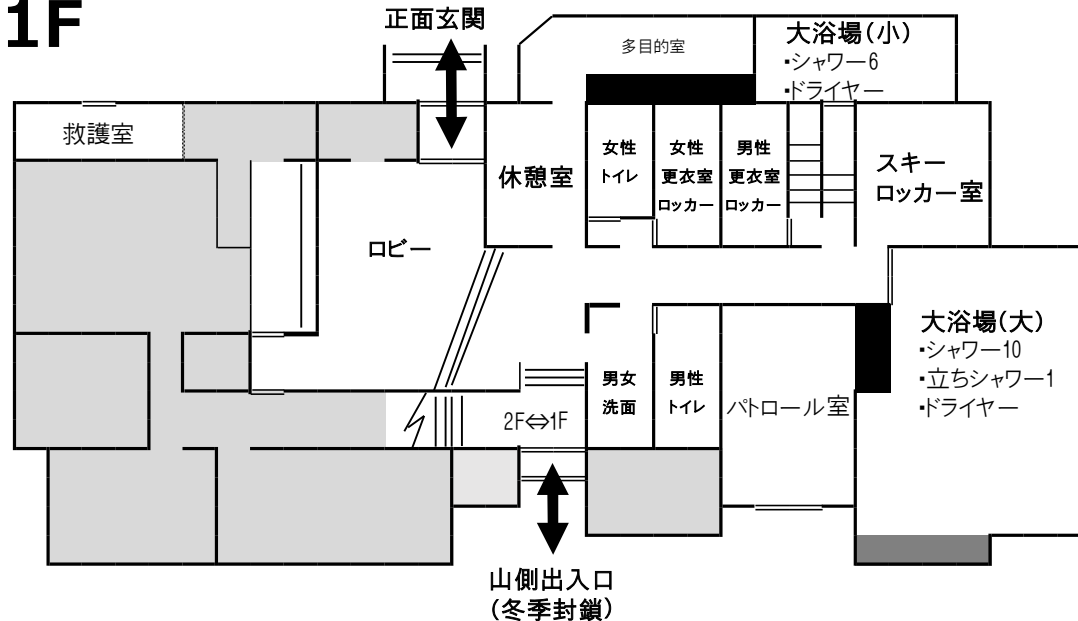 1F
正面玄関
多目的室
大浴場（小）
・シャワー6
・ドライヤー
救護室
休憩室
女性
トイレ
女性
更衣室
ロッカー
男性
更衣室
ロッカー
スキー
ロッカー室
ロビー
大浴場（大）
・シャワー10
・立ちシャワー1
・ドライヤー
2F⇔1F
男女
洗面
男性
トイレ
パトロール室
山側出入口
（冬季封鎖）